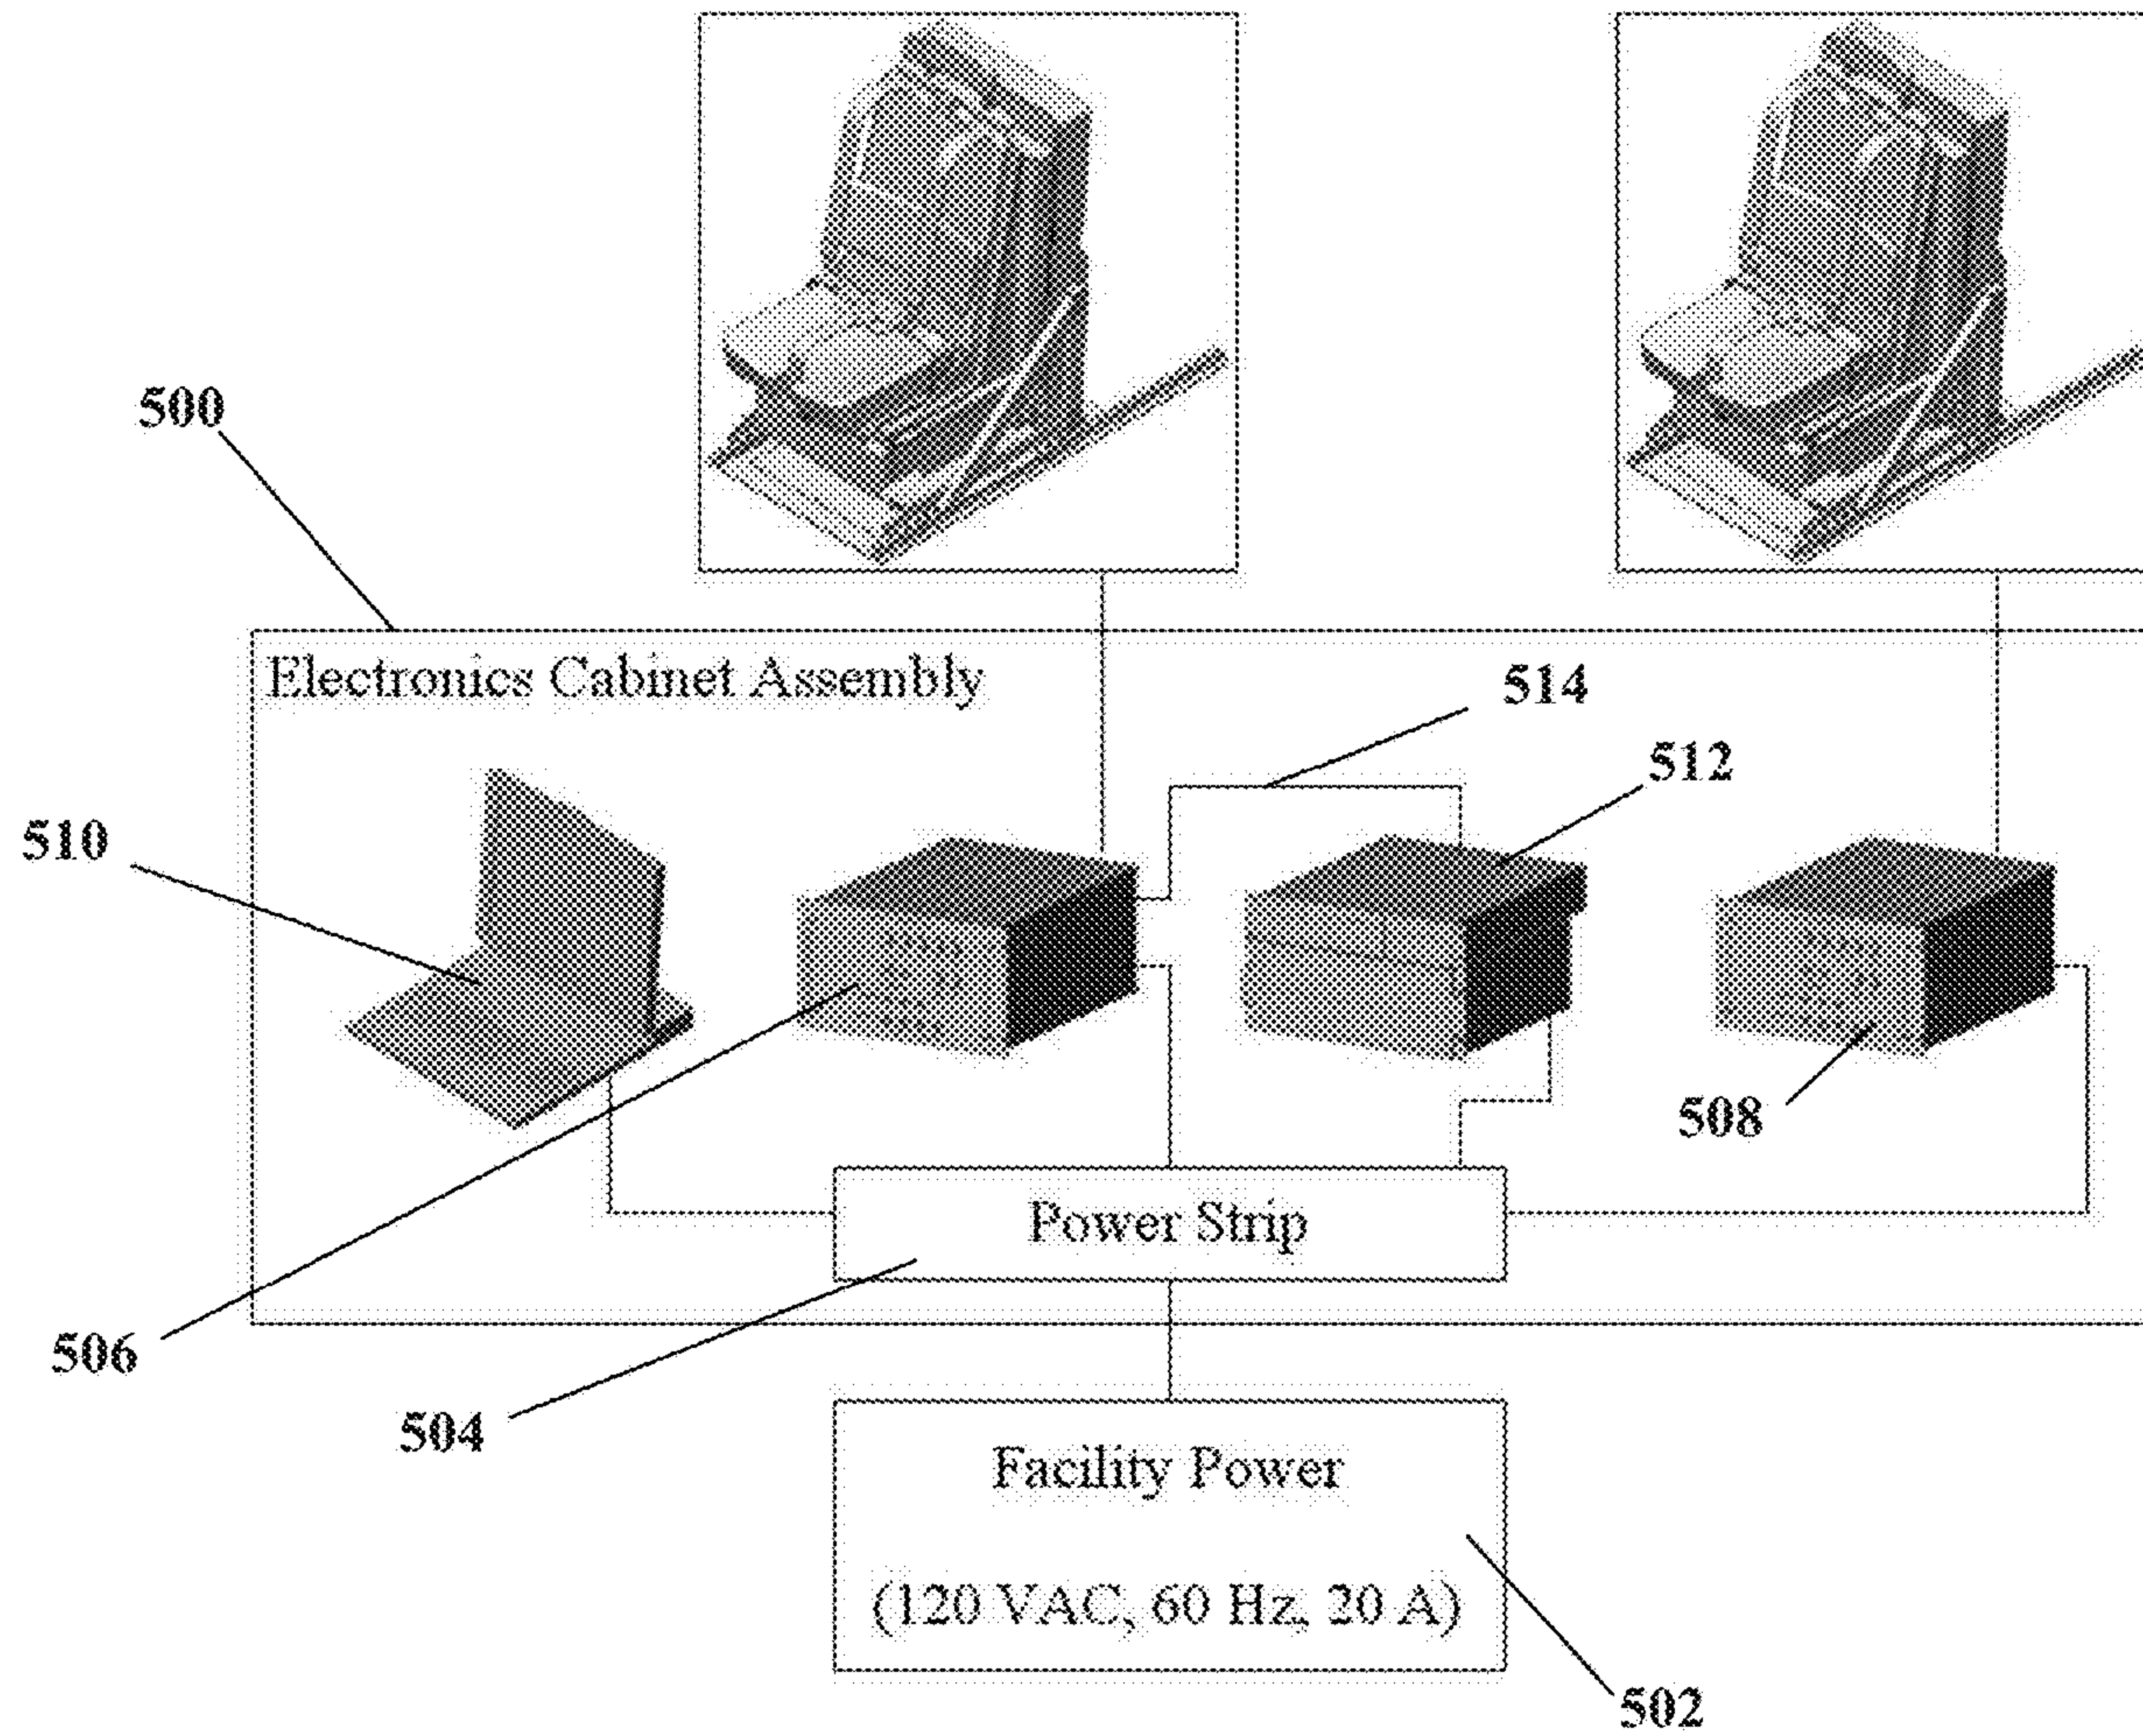 500
Electronics Cabinet Assembly
514
512
510
508
Power Strip
506
504
Facility Power
(120 VAC, 60 Hz, 20 A)
502